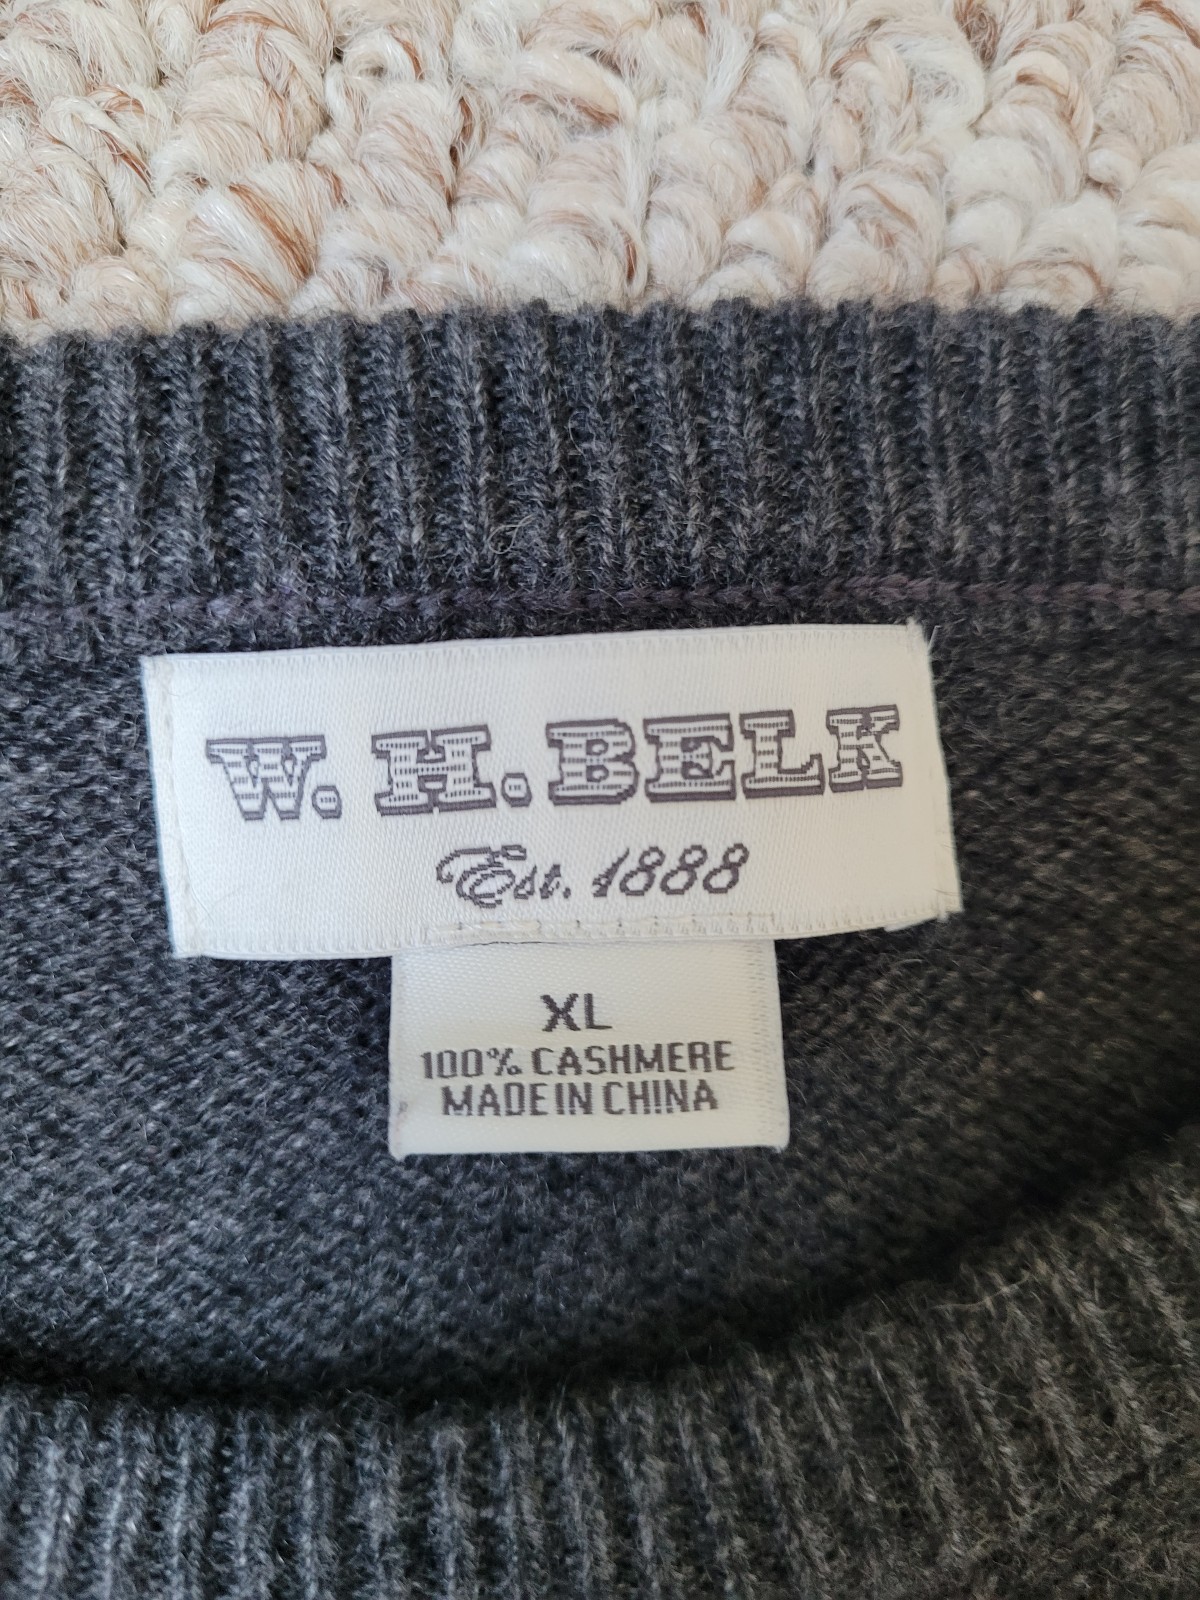 W. H. BELK
Est. 1888
XL
100% CASHMERE
MADE IN CHINA